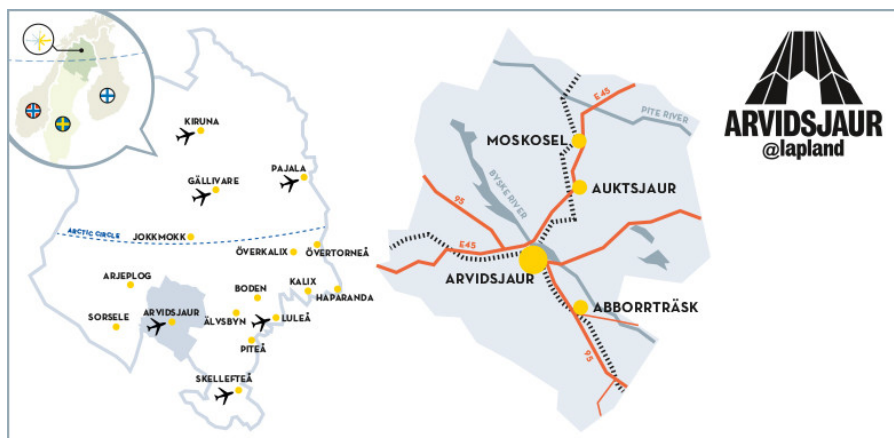 KIRUNA
GÄLLIVARE
PAJALA
ARCTIC CIRCLE
JOKKMOKK
ÖVERKALIX
ÖVERTORNEÅ
ARJEPLOG
BODEN
KALIX
HAPARANDA
SORSELE
ARVIDSJAUR
ÄLVSBYN
LULEÅ
PITEÅ
SKELLEFTEÅ
E45
PITE RIVER
MOSKOSEL
AUKTSJAUR
BYSKE RIVER
95
E45
ARVIDSJAUR
ABBORRTRÄSK
95
ARVIDSJAUR
@lapland